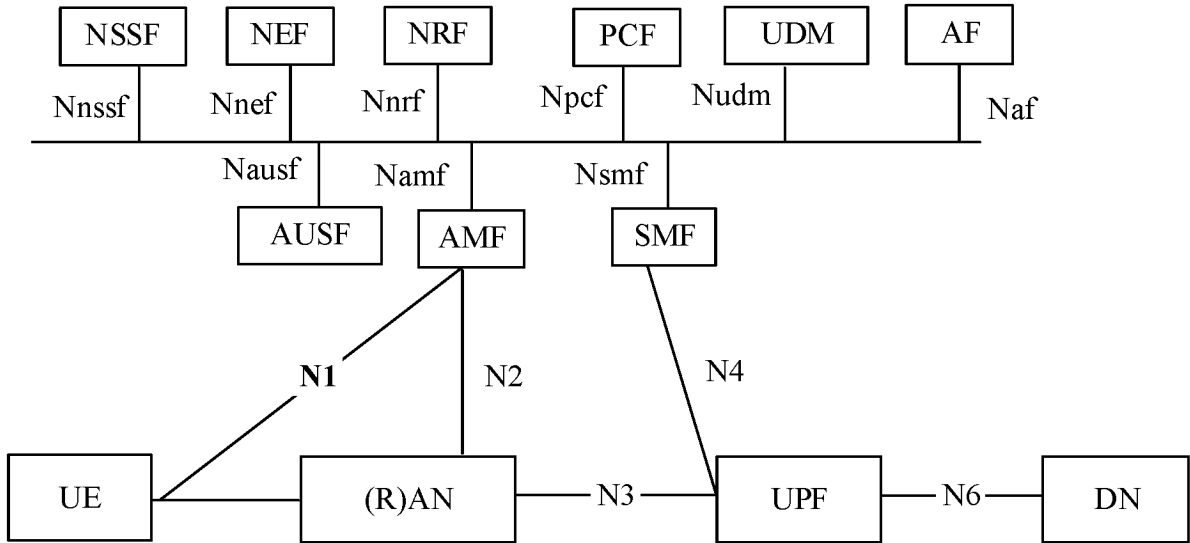 NSSF NEF NRF PCF UDM AF
Nnssf Nnef Nnrf Npcf Nudm Naf
Nausf Namf Nsmf
AUSF AMF SMF
N1 N2 N4
UE (R)AN N3 UPF N6 DN